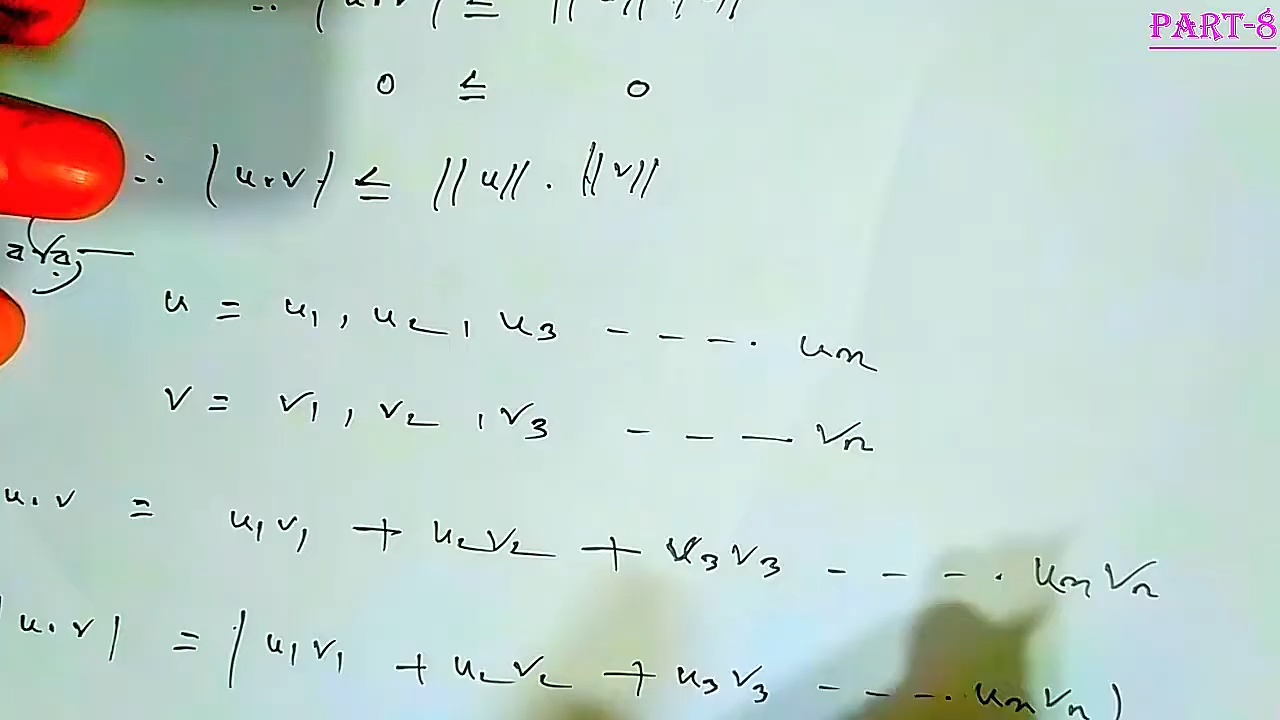 PART-8
∴ |u.v| ≤ ||u|| . ||v||
0 ≤ 0
∴ |u.v| ≤ ||u|| . ||v||
u = u₁, u₂, u₃ - - - . uₙ
v = v₁, v₂, v₃ - - — vₙ
u.v = u₁v₁ + u₂v₂ + u₃v₃ - - - . uₙvₙ
|u.v| = |u₁v₁ + u₂v₂ + u₃v₃ - - - . uₙvₙ|